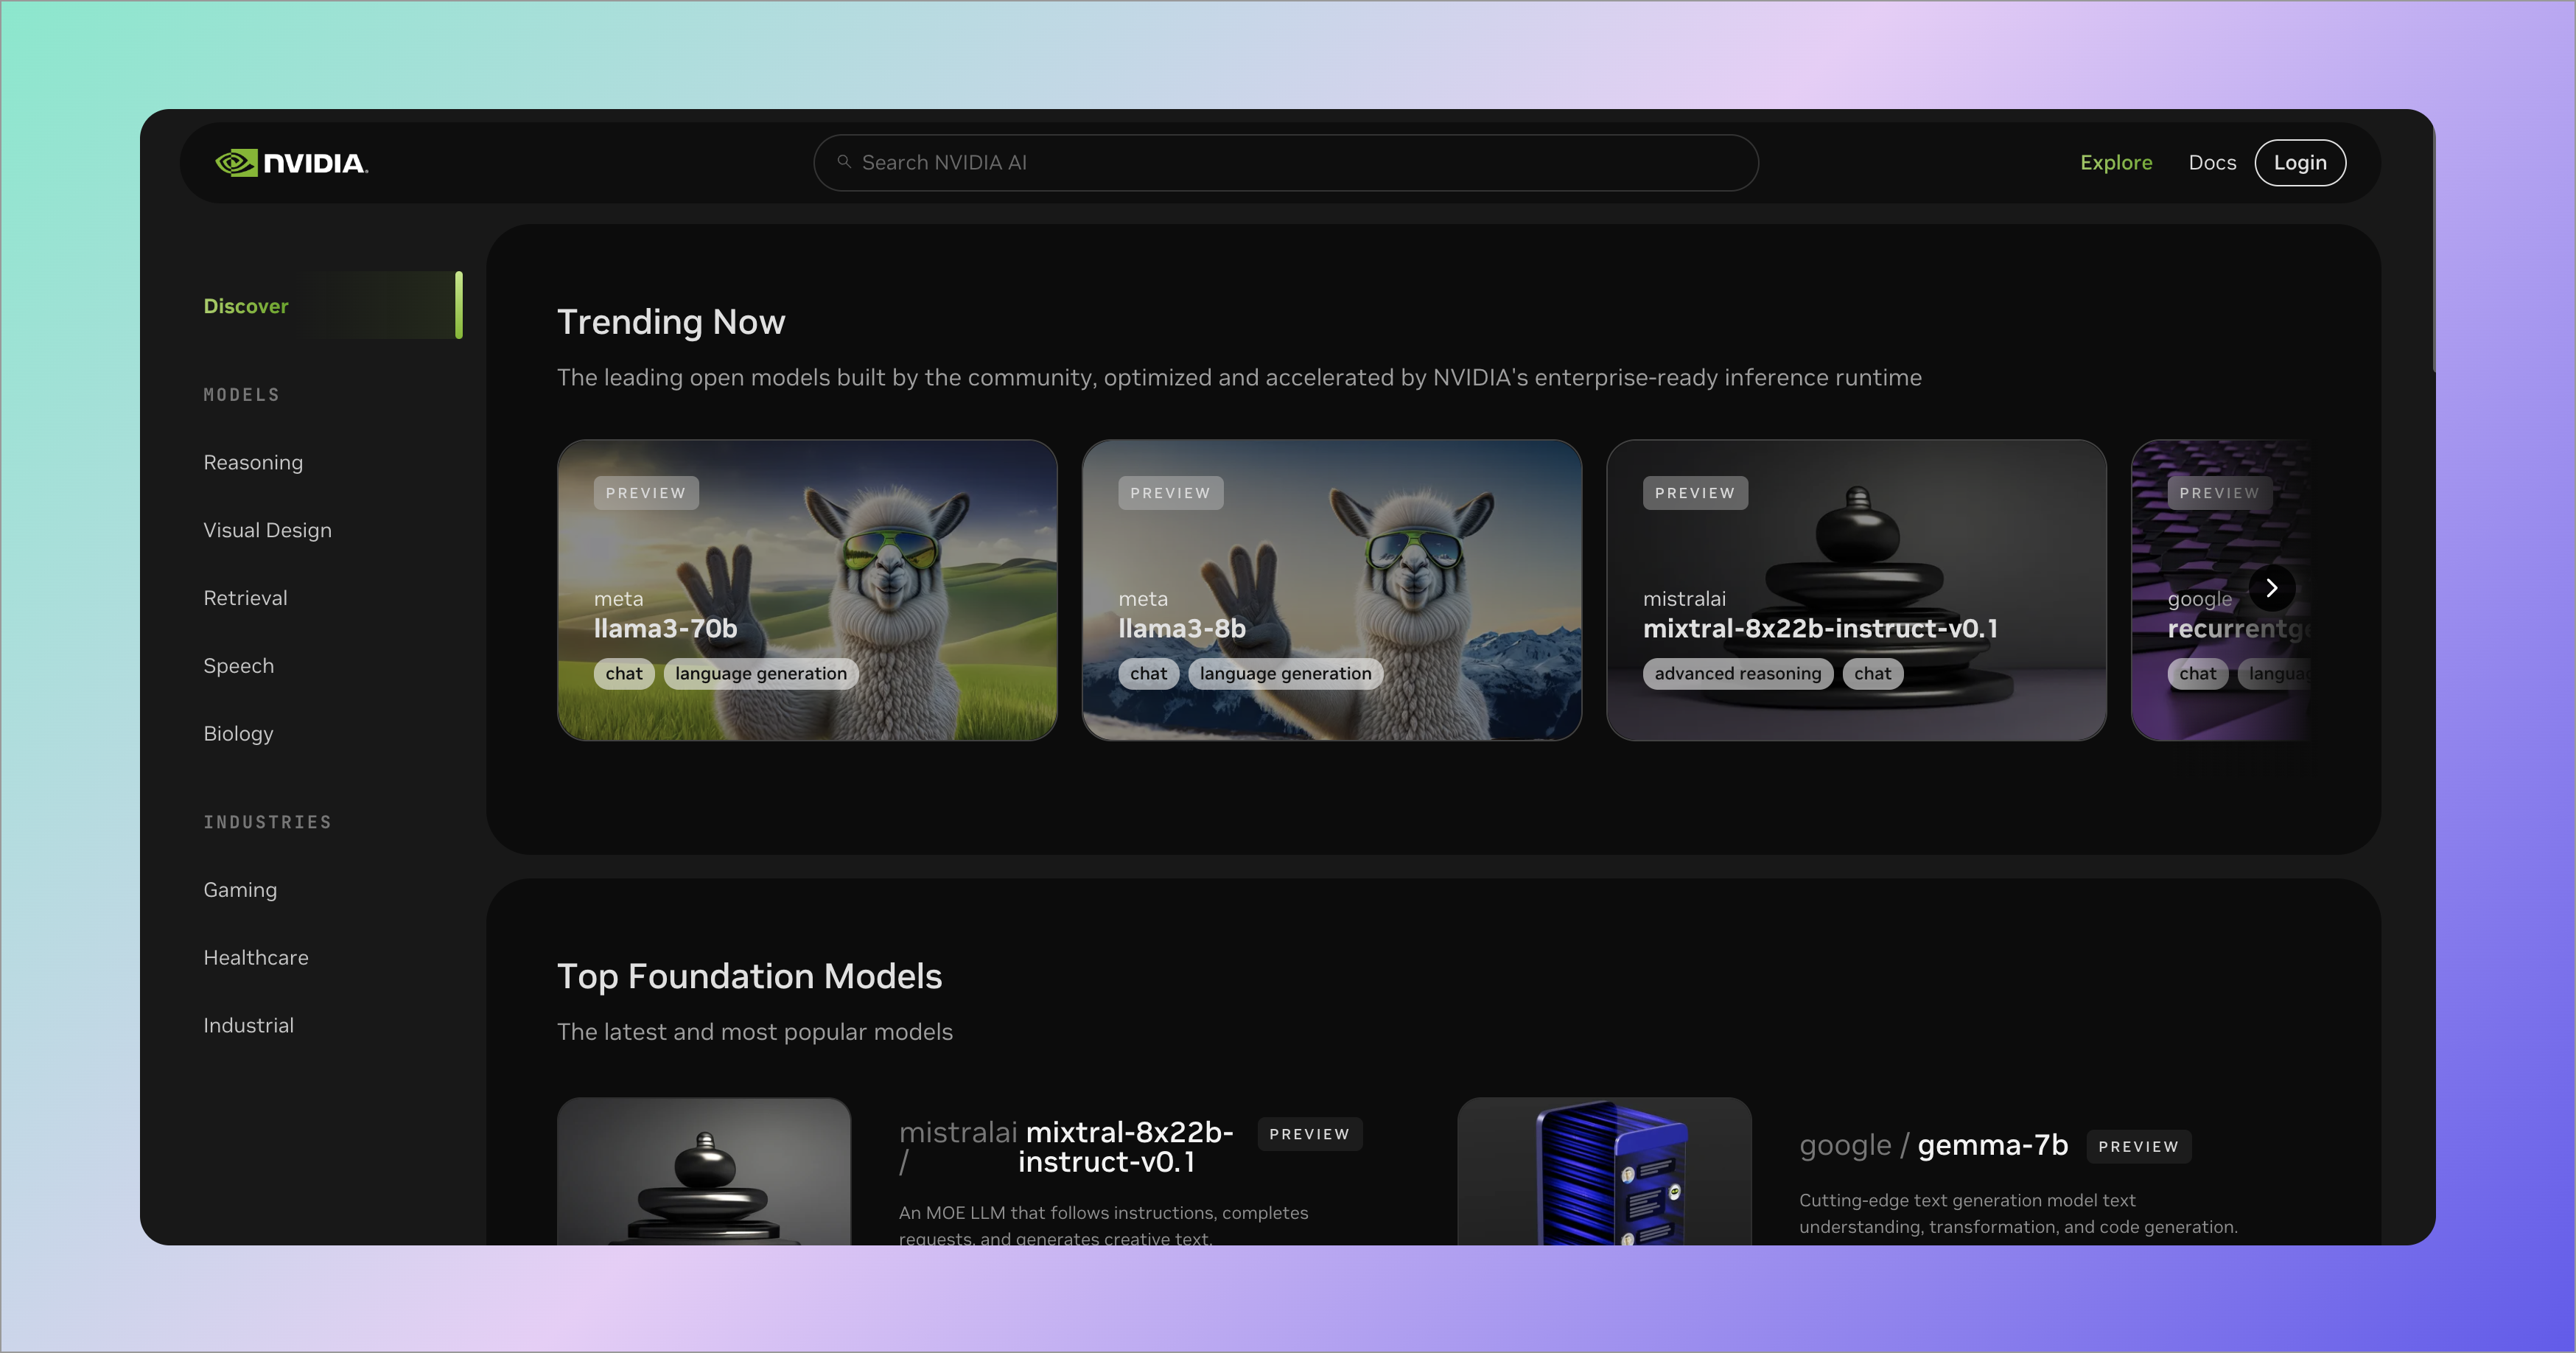 NVIDIA.
Search NVIDIA AI
Explore
Docs
Login
Discover
MODELS
Reasoning
Visual Design
Retrieval
Speech
Biology
INDUSTRIES
Gaming
Healthcare
Industrial
Trending Now
The leading open models built by the community, optimized and accelerated by NVIDIA's enterprise-ready inference runtime
PREVIEW
meta
llama3-70b
chat
language generation
PREVIEW
meta
llama3-8b
chat
language generation
PREVIEW
mistralai
mixtral-8x22b-instruct-v0.1
advanced reasoning
chat
PREVIEW
google
chat
Top Foundation Models
The latest and most popular models
mistralai / mixtral-8x22b-
instruct-v0.1
PREVIEW
An MOE LLM that follows instructions, completes
requests, and generates creative text.
google / gemma-7b
PREVIEW
Cutting-edge text generation model text
understanding, transformation, and code generation.